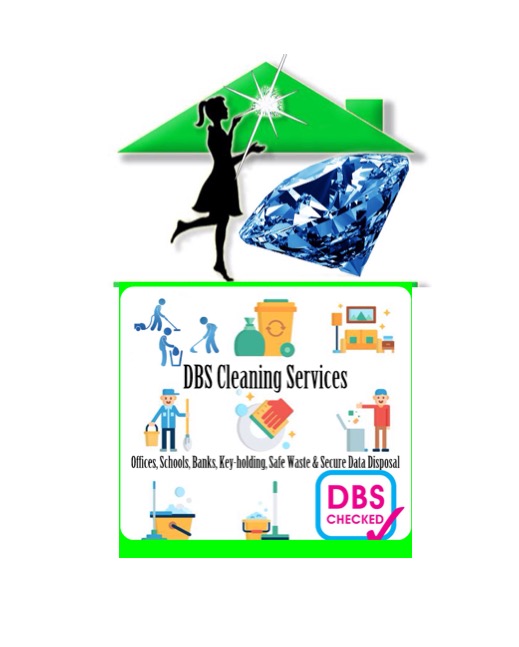 DBS Cleaning Services
Offices, Schools, Banks, Key-holding, Safe Waste & Secure Data Disposal
DBS
CHECKED